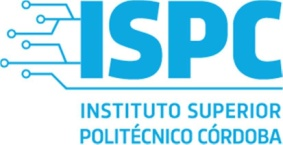 ISPC
INSTITUTO SUPERIOR
POLITÉCNICO CÓRDOBA